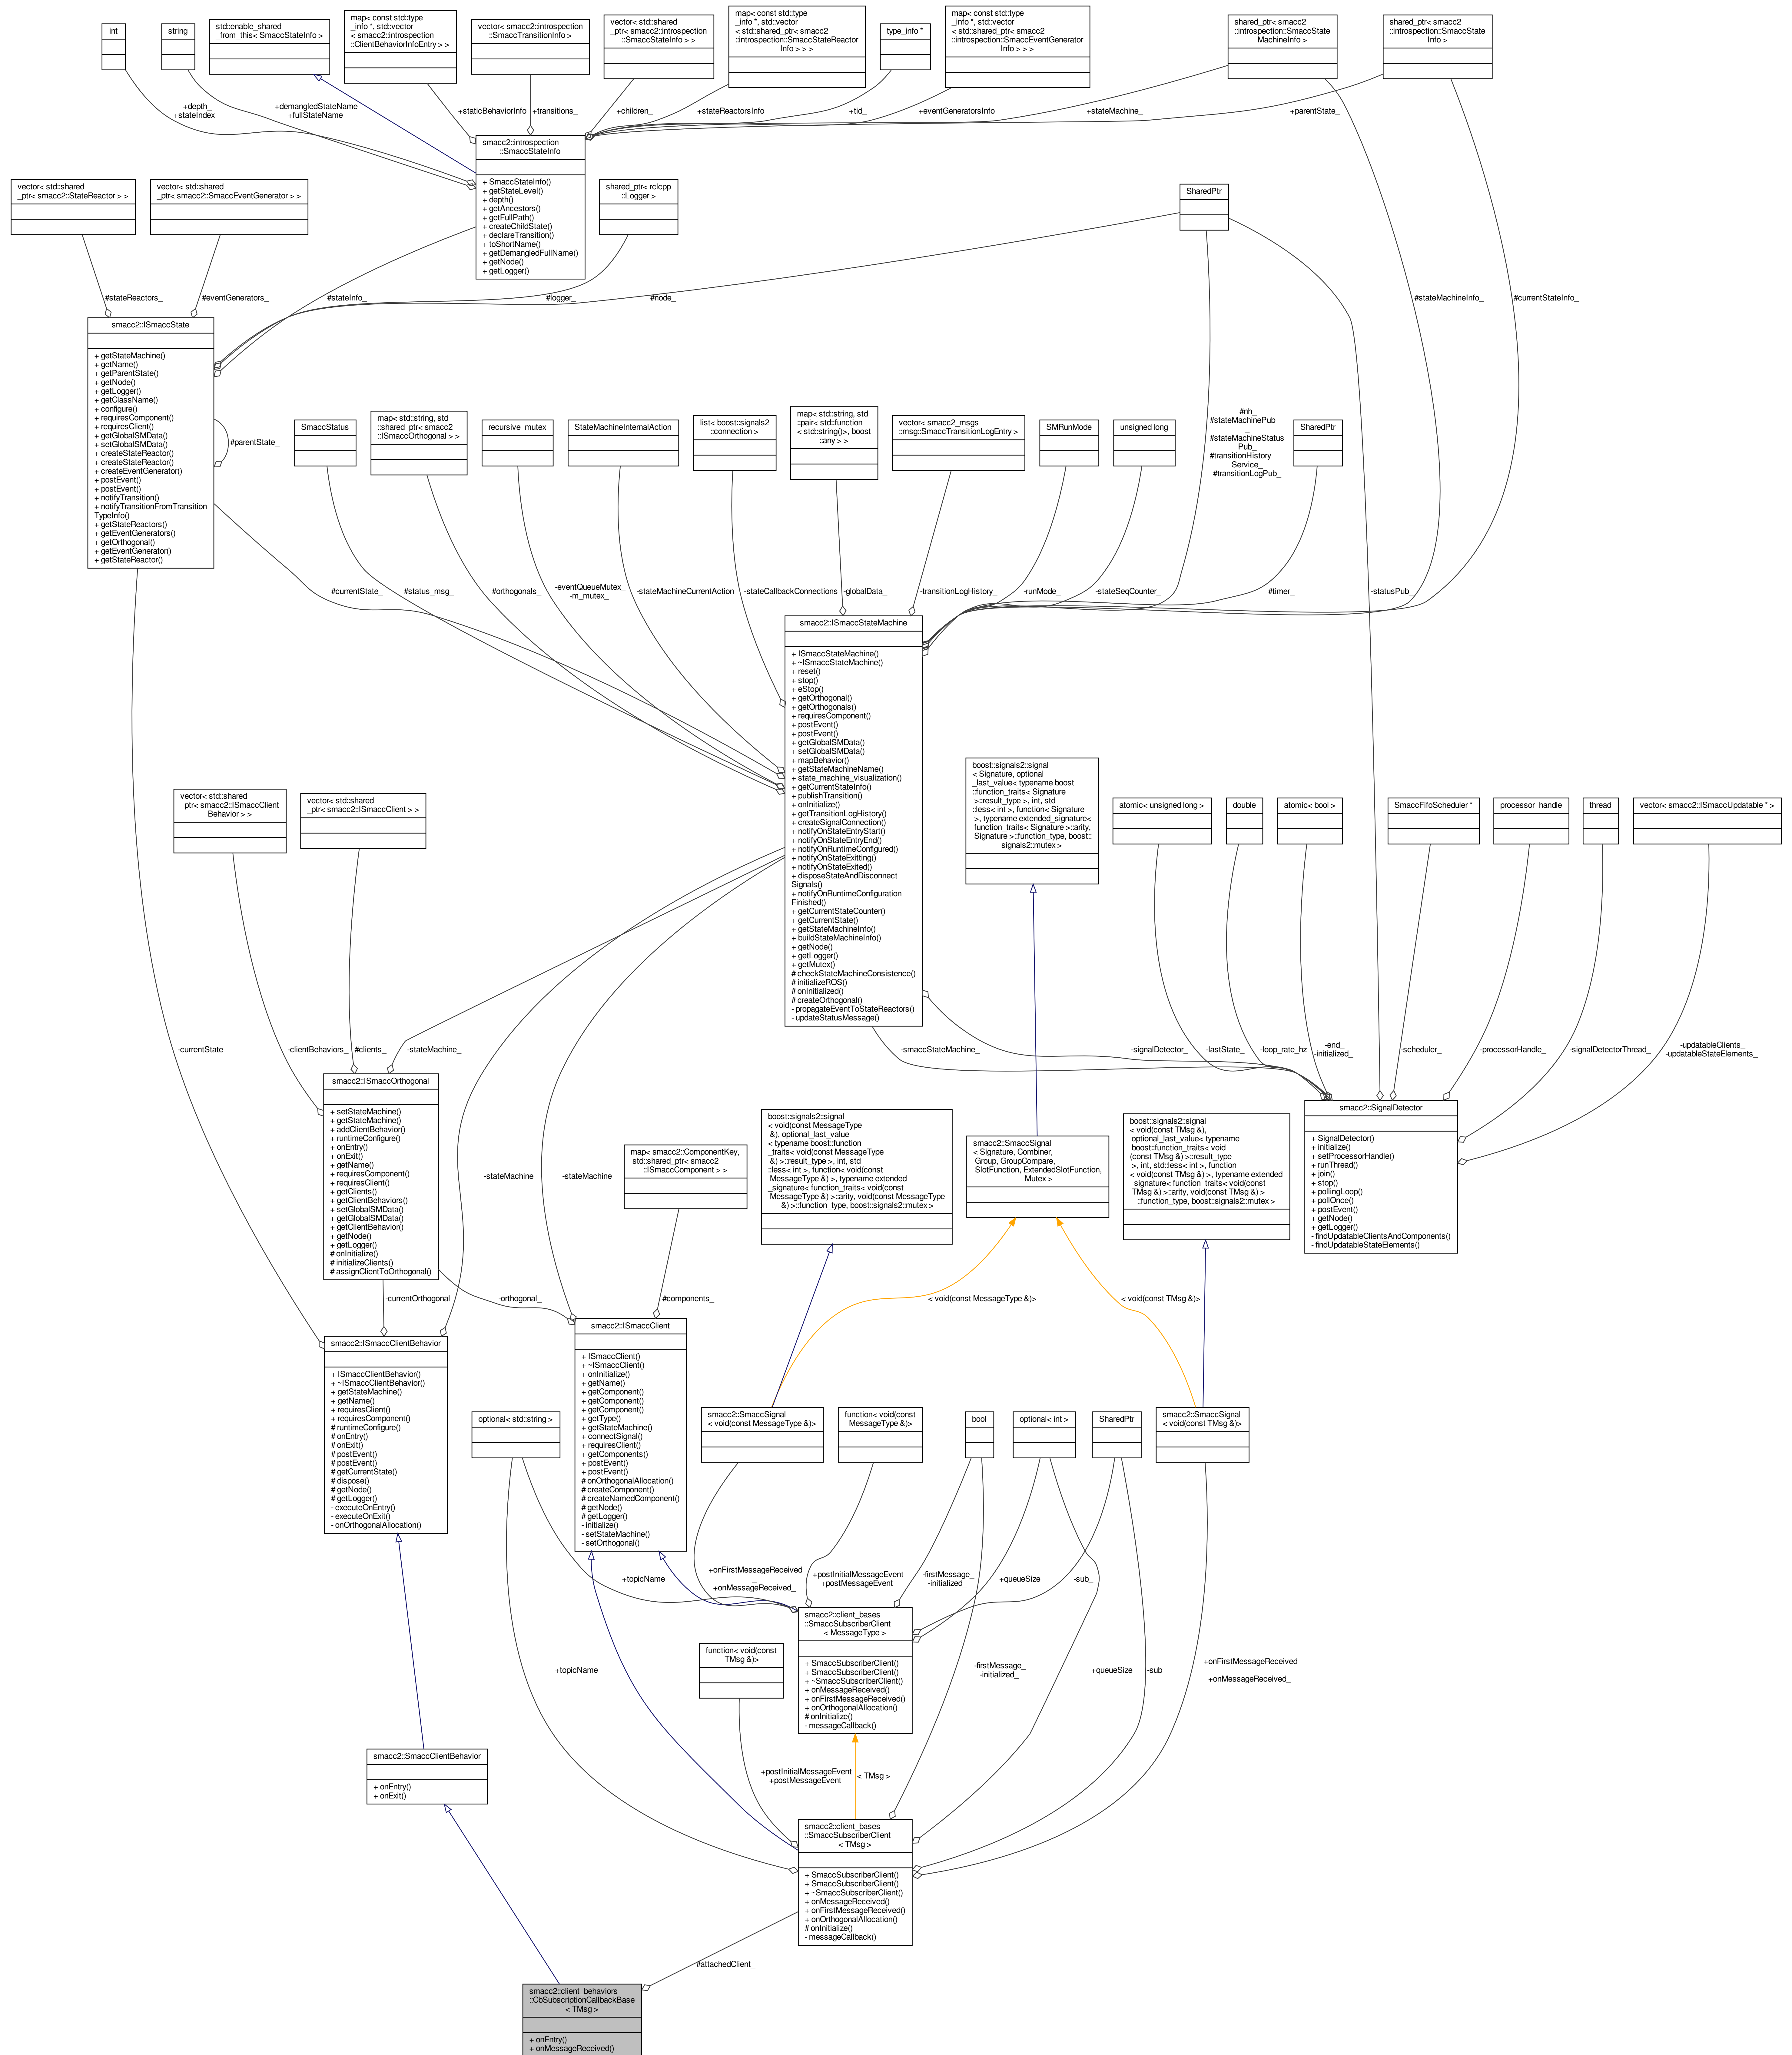 int
string
std::enable_shared
_from_this< SmaccStateInfo >
map< const std::type
_info *, std::vector
< smacc2::introspection
::ClientBehaviorInfoEntry > >
vector< smacc2::introspection
::SmaccTransitionInfo >
vector< std::shared
_ptr< smacc2::introspection
::SmaccStateInfo > >
map< const std::type
_info *, std::vector
< std::shared_ptr< smacc2
::introspection::SmaccStateReactor
Info > > >
type_info *
map< const std::type
_info *, std::vector
< std::shared_ptr< smacc2
::introspection::SmaccEventGenerator
Info > > >
shared_ptr< smacc2
::introspection::SmaccState
MachineInfo >
shared_ptr< smacc2
::introspection::SmaccState
Info >
+depth_
+stateIndex_
+demangledStateName
+fullStateName
+staticBehaviorInfo
+transitions_
+children_
+stateReactorsInfo
+tid_
+eventGeneratorsInfo
+stateMachine_
+parentState_
smacc2::introspection
::SmaccStateInfo
+ SmaccStateInfo()
+ getStateLevel()
+ depth()
+ getAncestors()
+ getFullPath()
+ createChildState()
+ declareTransition()
+ toShortName()
+ getDemangledFullName()
+ getNode()
+ getLogger()
vector< std::shared
_ptr< smacc2::StateReactor > >
vector< std::shared
_ptr< smacc2::SmaccEventGenerator > >
shared_ptr< rclcpp
::Logger >
SharedPtr
#stateReactors_
#eventGenerators_
#stateInfo_
#logger_
#node_
#stateMachineInfo_
#currentStateInfo_
smacc2::ISmaccState
+ getStateMachine()
+ getName()
+ getParentState()
+ getNode()
+ getLogger()
+ getClassName()
+ configure()
+ requiresComponent()
+ requiresClient()
+ getGlobalSMData()
+ setGlobalSMData()
+ createStateReactor()
+ createStateReactor()
+ createEventGenerator()
+ postEvent()
+ postEvent()
+ notifyTransition()
+ notifyTransitionFromTransition
TypeInfo()
+ getStateReactors()
+ getEventGenerators()
+ getOrthogonal()
+ getEventGenerator()
+ getStateReactor()
#parentState_
SmaccStatus
map< std::string, std
::shared_ptr< smacc2
::ISmaccOrthogonal > >
recursive_mutex
StateMachineInternalAction
list< boost::signals2
::connection >
map< std::string, std
::pair< std::function
< std::string()>, boost
::any > >
vector< smacc2_msgs
::msg::SmaccTransitionLogEntry >
SMRunMode
unsigned long
#nh_
#stateMachinePub
_
#stateMachineStatus
Pub_
#transitionHistory
Service_
#transitionLogPub_
SharedPtr
#currentState_
#status_msg_
#orthogonals_
-eventQueueMutex_
-m_mutex_
-stateMachineCurrentAction
-stateCallbackConnections
-globalData_
-transitionLogHistory_
-runMode_
-stateSeqCounter_
#timer_
-statusPub_
smacc2::ISmaccStateMachine
+ ISmaccStateMachine()
+ ~ISmaccStateMachine()
+ reset()
+ stop()
+ eStop()
+ getOrthogonal()
+ getOrthogonals()
+ requiresComponent()
+ postEvent()
+ postEvent()
+ getGlobalSMData()
+ setGlobalSMData()
+ mapBehavior()
+ getStateMachineName()
+ state_machine_visualization()
+ getCurrentStateInfo()
+ publishTransition()
+ onInitialize()
+ getTransitionLogHistory()
+ createSignalConnection()
+ notifyOnStateEntryStart()
+ notifyOnStateEntryEnd()
+ notifyOnRuntimeConfigured()
+ notifyOnStateExitting()
+ notifyOnStateExited()
+ disposeStateAndDisconnect
Signals()
+ notifyOnRuntimeConfiguration
Finished()
+ getCurrentStateCounter()
+ getCurrentState()
+ getStateMachineInfo()
+ buildStateMachineInfo()
+ getNode()
+ getLogger()
+ getMutex()
# checkStateMachineConsistence()
# initializeROS()
# onInitialized()
# createOrthogonal()
- propagateEventToStateReactors()
- updateStatusMessage()
vector< std::shared
_ptr< smacc2::ISmaccClient
Behavior > >
vector< std::shared
_ptr< smacc2::ISmaccClient > >
boost::signals2::signal
< Signature, optional
_last_value< typename boost
::function_traits< Signature
>::result_type >, int, std
::less< int >, function< Signature
>, typename extended_signature<
function_traits< Signature >::arity,
Signature >::function_type, boost::
signals2::mutex >
atomic< unsigned long >
double
atomic< bool >
SmaccFifoScheduler *
processor_handle
thread
vector< smacc2::ISmaccUpdatable * >
-currentState
-clientBehaviors_
#clients_
-stateMachine_
-smaccStateMachine_
-signalDetector_
-lastState_
-loop_rate_hz
-end_
-initialized_
-scheduler_
-processorHandle_
-signalDetectorThread_
-updatableClients_
-updatableStateElements_
smacc2::ISmaccOrthogonal
+ setStateMachine()
+ getStateMachine()
+ addClientBehavior()
+ runtimeConfigure()
+ onEntry()
+ onExit()
+ getName()
+ requiresComponent()
+ requiresClient()
+ getClients()
+ getClientBehaviors()
+ setGlobalSMData()
+ getGlobalSMData()
+ getClientBehavior()
+ getNode()
+ getLogger()
# onInitialize()
# initializeClients()
# assignClientToOrthogonal()
-stateMachine_
-stateMachine_
map< smacc2::ComponentKey,
std::shared_ptr< smacc2
::ISmaccComponent > >
boost::signals2::signal
< void(const MessageType
&), optional_last_value
< typename boost::function
_traits< void(const MessageType
&) >::result_type >, int, std
::less< int >, function< void(const
MessageType &) >, typename extended
_signature< function_traits< void(const
MessageType &) >::arity, void(const MessageType
&) >::function_type, boost::signals2::mutex >
smacc2::SmaccSignal
< Signature, Combiner,
Group, GroupCompare,
SlotFunction, ExtendedSlotFunction,
Mutex >
boost::signals2::signal
< void(const TMsg &),
optional_last_value< typename
boost::function_traits< void
(const TMsg &) >::result_type
>, int, std::less< int >, function
< void(const TMsg &) >, typename extended
_signature< function_traits< void(const
TMsg &) >::arity, void(const TMsg &) >
::function_type, boost::signals2::mutex >
smacc2::SignalDetector
+ SignalDetector()
+ initialize()
+ setProcessorHandle()
+ runThread()
+ join()
+ stop()
+ pollingLoop()
+ pollOnce()
+ postEvent()
+ getNode()
+ getLogger()
- findUpdatableClientsAndComponents()
- findUpdatableStateElements()
-currentOrthogonal
-orthogonal_
#components_
< void(const MessageType &)>
< void(const TMsg &)>
smacc2::ISmaccClientBehavior
+ ISmaccClientBehavior()
+ ~ISmaccClientBehavior()
+ getStateMachine()
+ getName()
+ requiresClient()
+ requiresComponent()
# runtimeConfigure()
# onEntry()
# onExit()
# postEvent()
# postEvent()
# getCurrentState()
# dispose()
# getNode()
# getLogger()
- executeOnEntry()
- executeOnExit()
- onOrthogonalAllocation()
smacc2::ISmaccClient
+ ISmaccClient()
+ ~ISmaccClient()
+ onInitialize()
+ getName()
+ getComponent()
+ getComponent()
+ getComponent()
+ getType()
+ getStateMachine()
+ connectSignal()
+ requiresClient()
+ getComponents()
+ postEvent()
+ postEvent()
# onOrthogonalAllocation()
# createComponent()
# createNamedComponent()
# getNode()
# getLogger()
- initialize()
- setStateMachine()
- setOrthogonal()
optional< std::string >
smacc2::SmaccSignal
< void(const MessageType &)>
function< void(const
MessageType &)>
bool
optional< int >
SharedPtr
smacc2::SmaccSignal
< void(const TMsg &)>
+topicName
+onFirstMessageReceived
_
+onMessageReceived_
+postInitialMessageEvent
+postMessageEvent
-firstMessage_
-initialized_
+queueSize
-sub_
smacc2::client_bases
::SmaccSubscriberClient
< MessageType >
+ SmaccSubscriberClient()
+ SmaccSubscriberClient()
+ ~SmaccSubscriberClient()
+ onMessageReceived()
+ onFirstMessageReceived()
+ onOrthogonalAllocation()
# onInitialize()
- messageCallback()
function< void(const
TMsg &)>
+topicName
-firstMessage_
-initialized_
+queueSize
-sub_
+onFirstMessageReceived
_
+onMessageReceived_
smacc2::SmaccClientBehavior
+ onEntry()
+ onExit()
+postInitialMessageEvent
+postMessageEvent
< TMsg >
smacc2::client_bases
::SmaccSubscriberClient
< TMsg >
+ SmaccSubscriberClient()
+ SmaccSubscriberClient()
+ ~SmaccSubscriberClient()
+ onMessageReceived()
+ onFirstMessageReceived()
+ onOrthogonalAllocation()
# onInitialize()
- messageCallback()
#attachedClient_
smacc2::client_behaviors
::CbSubscriptionCallbackBase
< TMsg >
+ onEntry()
+ onMessageReceived()